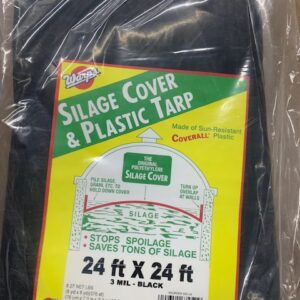 Warp's
SILAGE COVER
& PLASTIC TARP
Made of Sun-Resistant
COVERALL Plastic
THE
ORIGINAL
POLYETHYLENE
SILAGE COVER
PILE SILAGE,
GRAIN, ETC. TO
HOLD DOWN COVER
TURN UP
OVERLAP
AT WALLS
SILAGE
• STOPS SPOILAGE
• SAVES TONS OF SILAGE
24 ft X 24 ft
3 MIL - BLACK